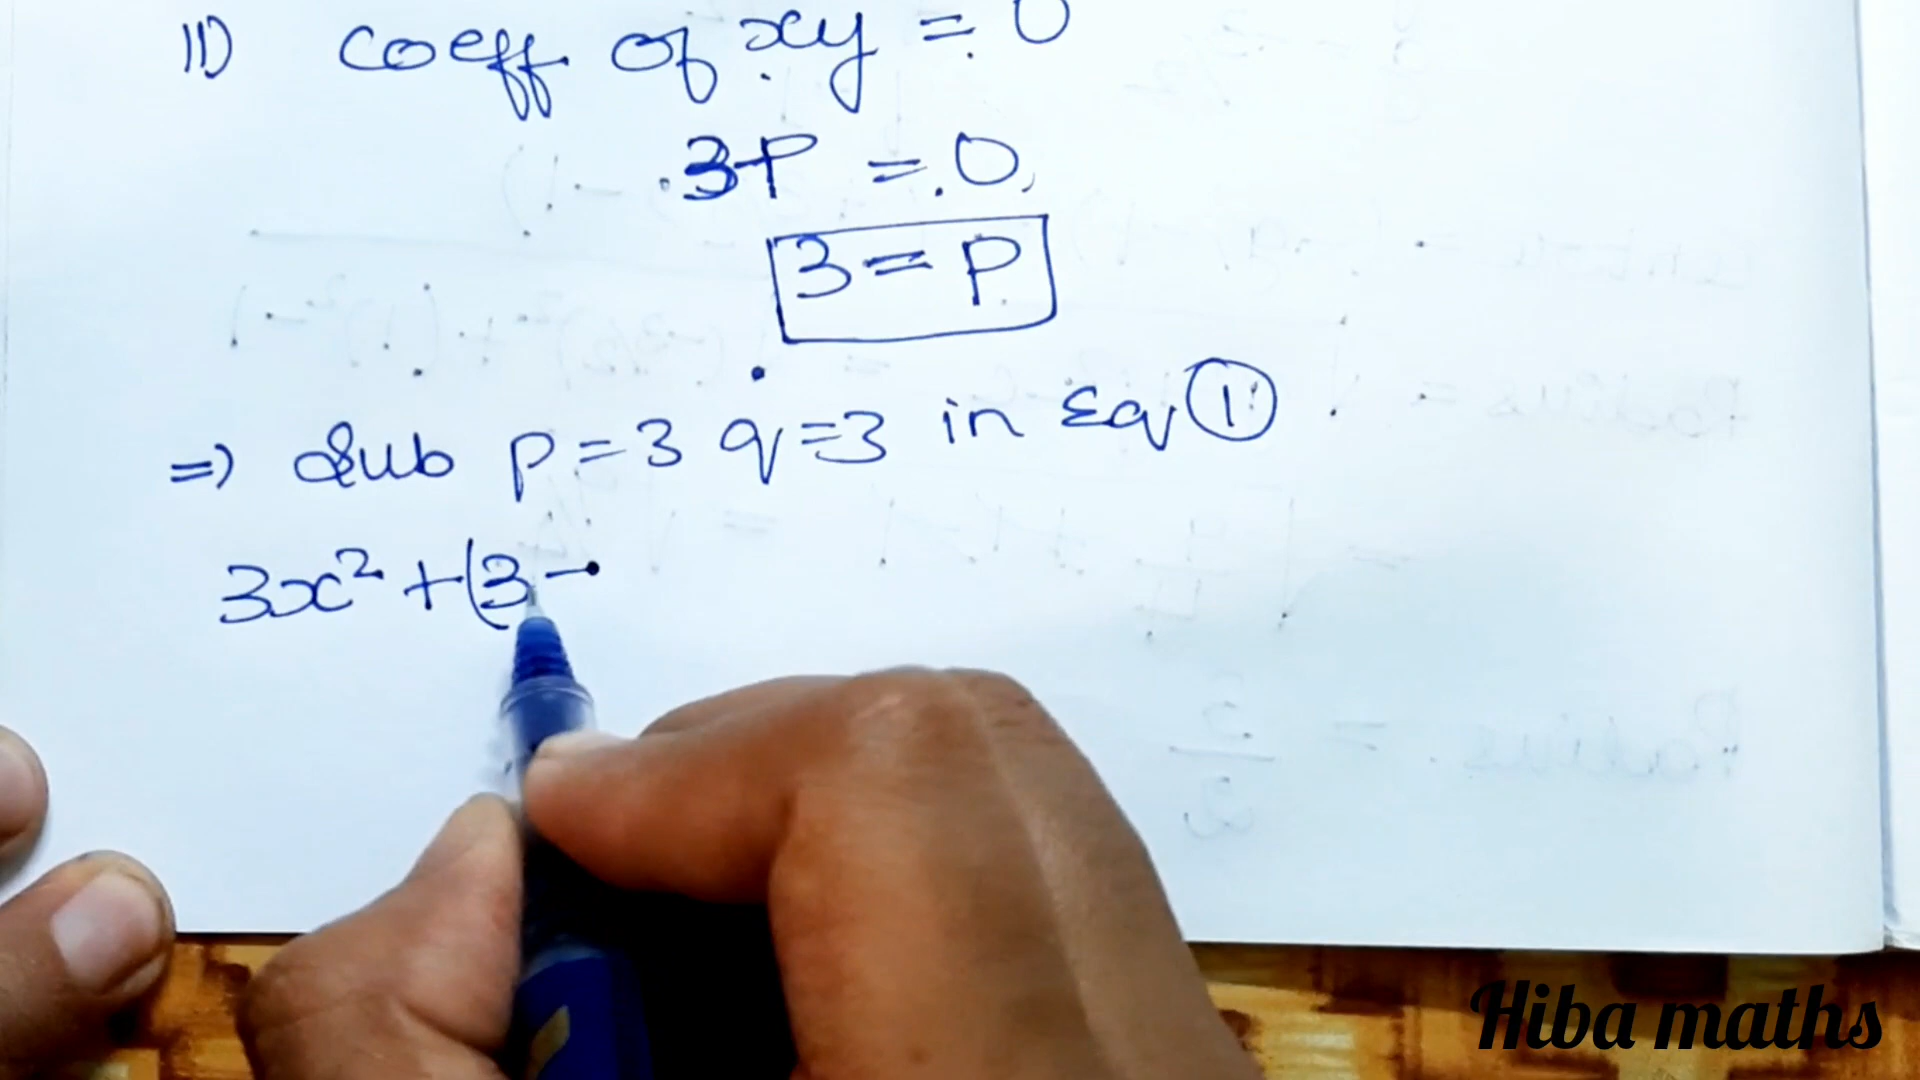 II) coeff of xy = 0
3-P = 0
3 = P
=) Sub p=3 q=3 in Eq ①
3x² + (3-
Hiba maths